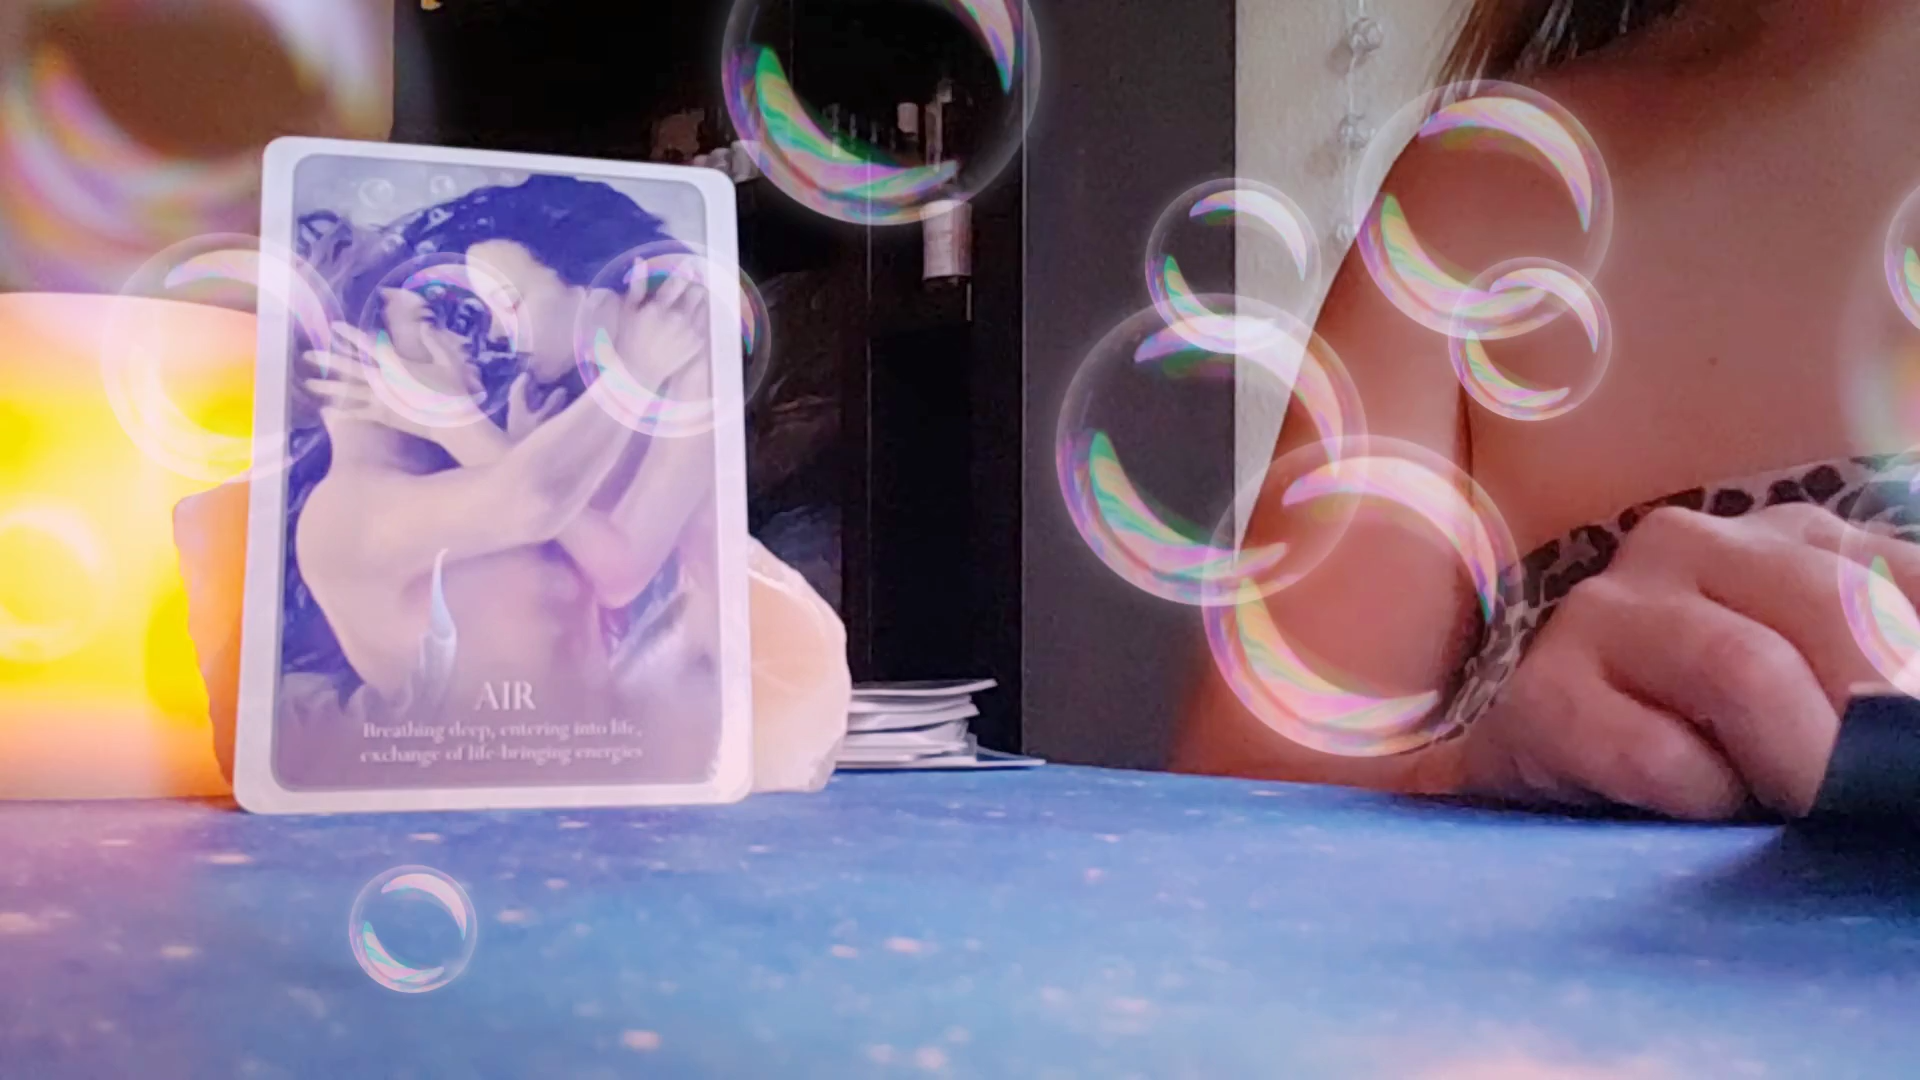 AIR
Breathing deep, entering into life,
exchange of life-bringing energies